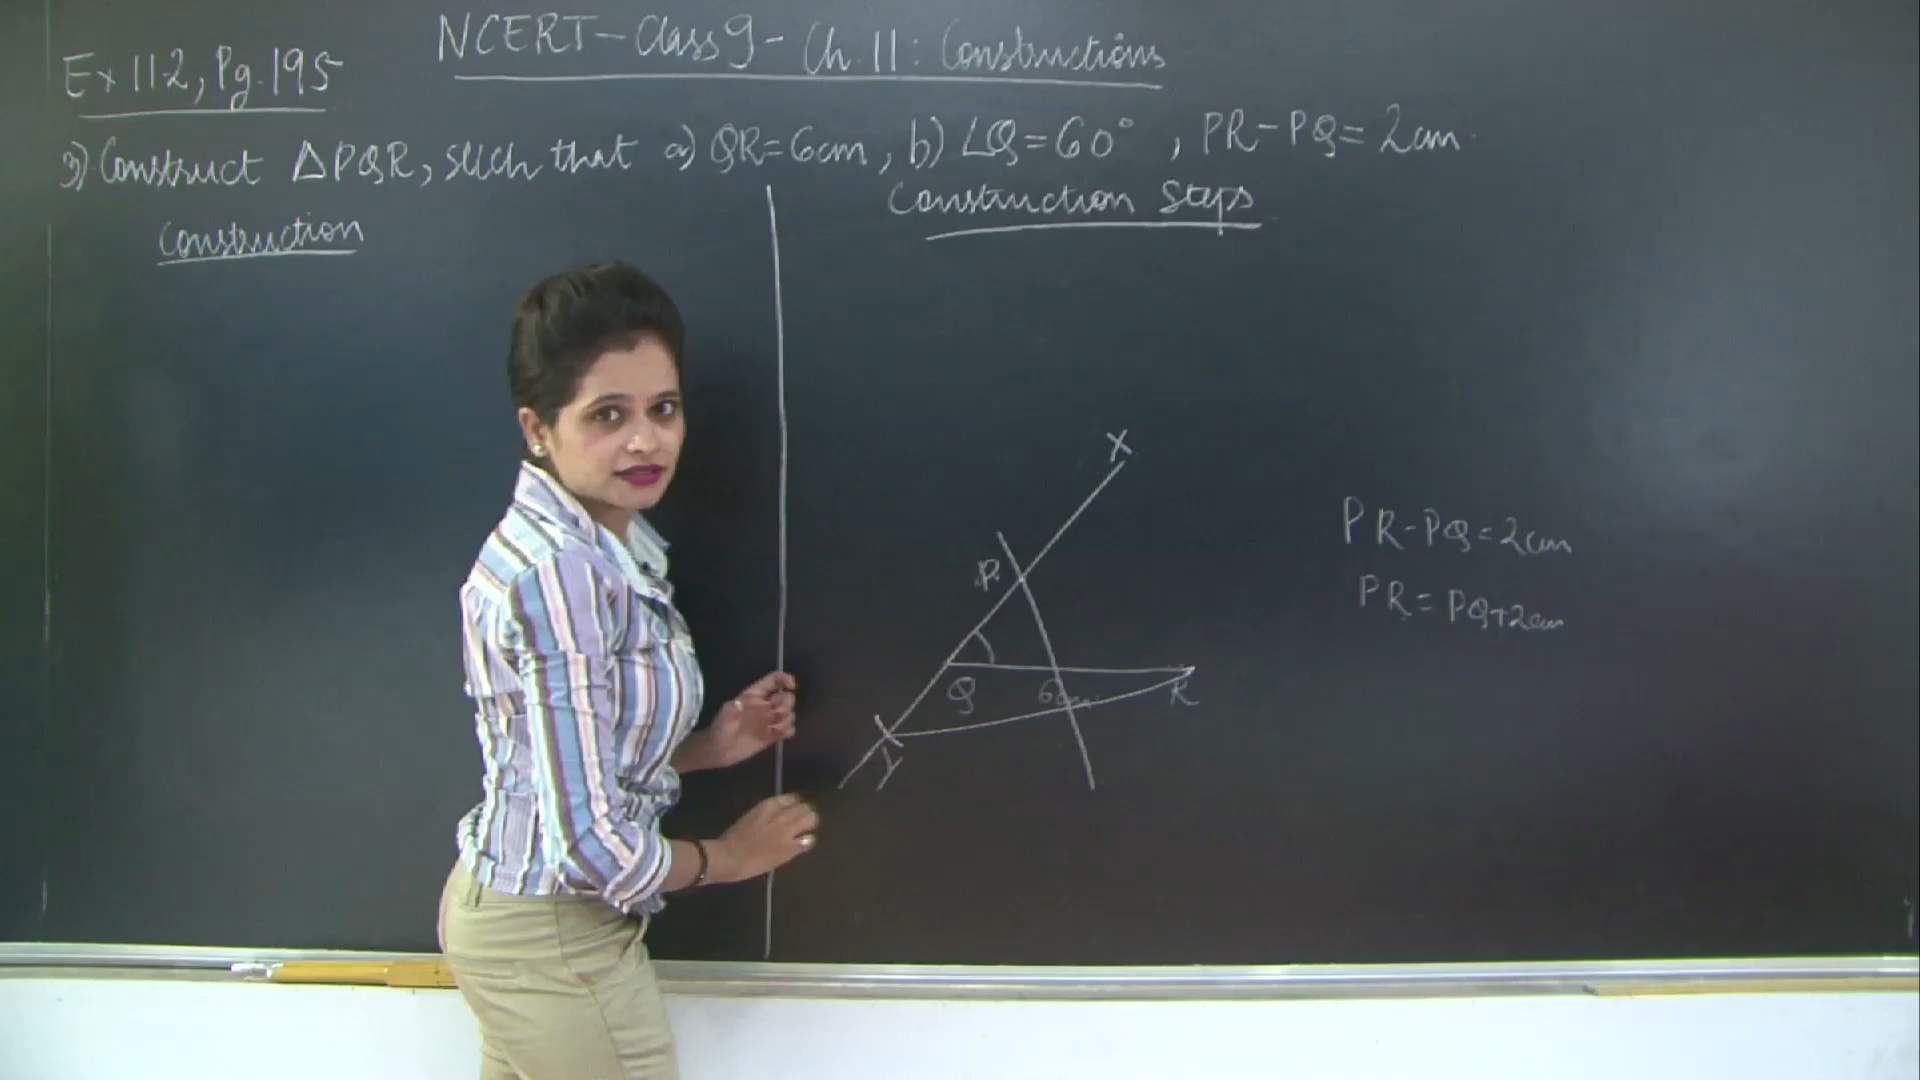 NCERT - Class 9 - Ch. 11 : Constructions
Ex 11.2, Pg. 195
3) Construct ΔPQR, such that a) QR = 6cm, b) ∠Q = 60°, PR - PQ = 2cm.
Construction
Construction Steps
X
P
Q
6cm
R
Y
PR - PQ = 2cm
PR = PQ + 2cm